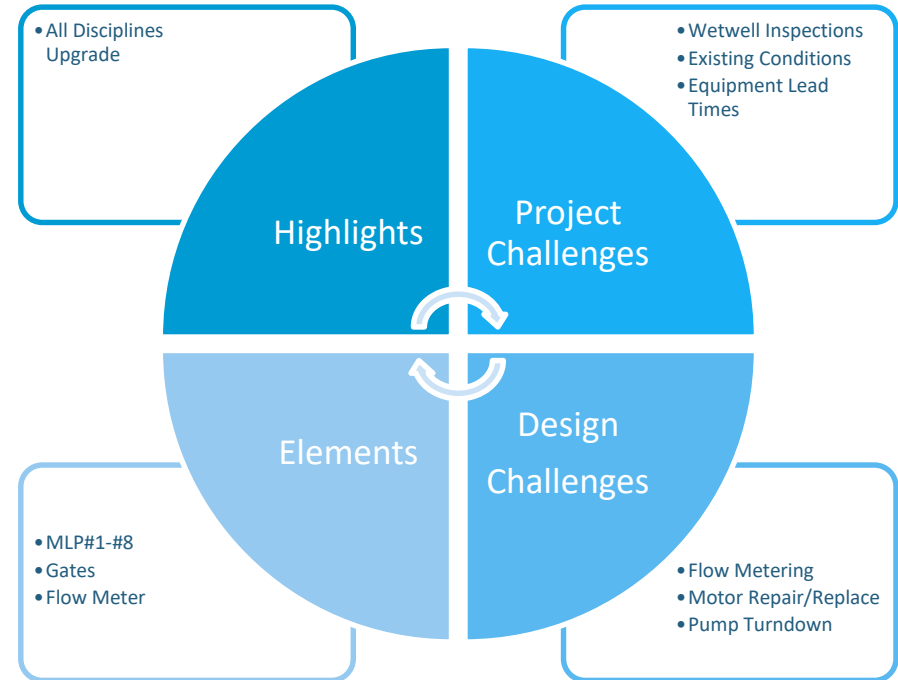 • All Disciplines
Upgrade
Highlights
• Wetwell Inspections
• Existing Conditions
• Equipment Lead
Times
Project
Challenges
• MLP#1-#8
• Gates
• Flow Meter
Elements
Design
Challenges
• Flow Metering
• Motor Repair/Replace
• Pump Turndown